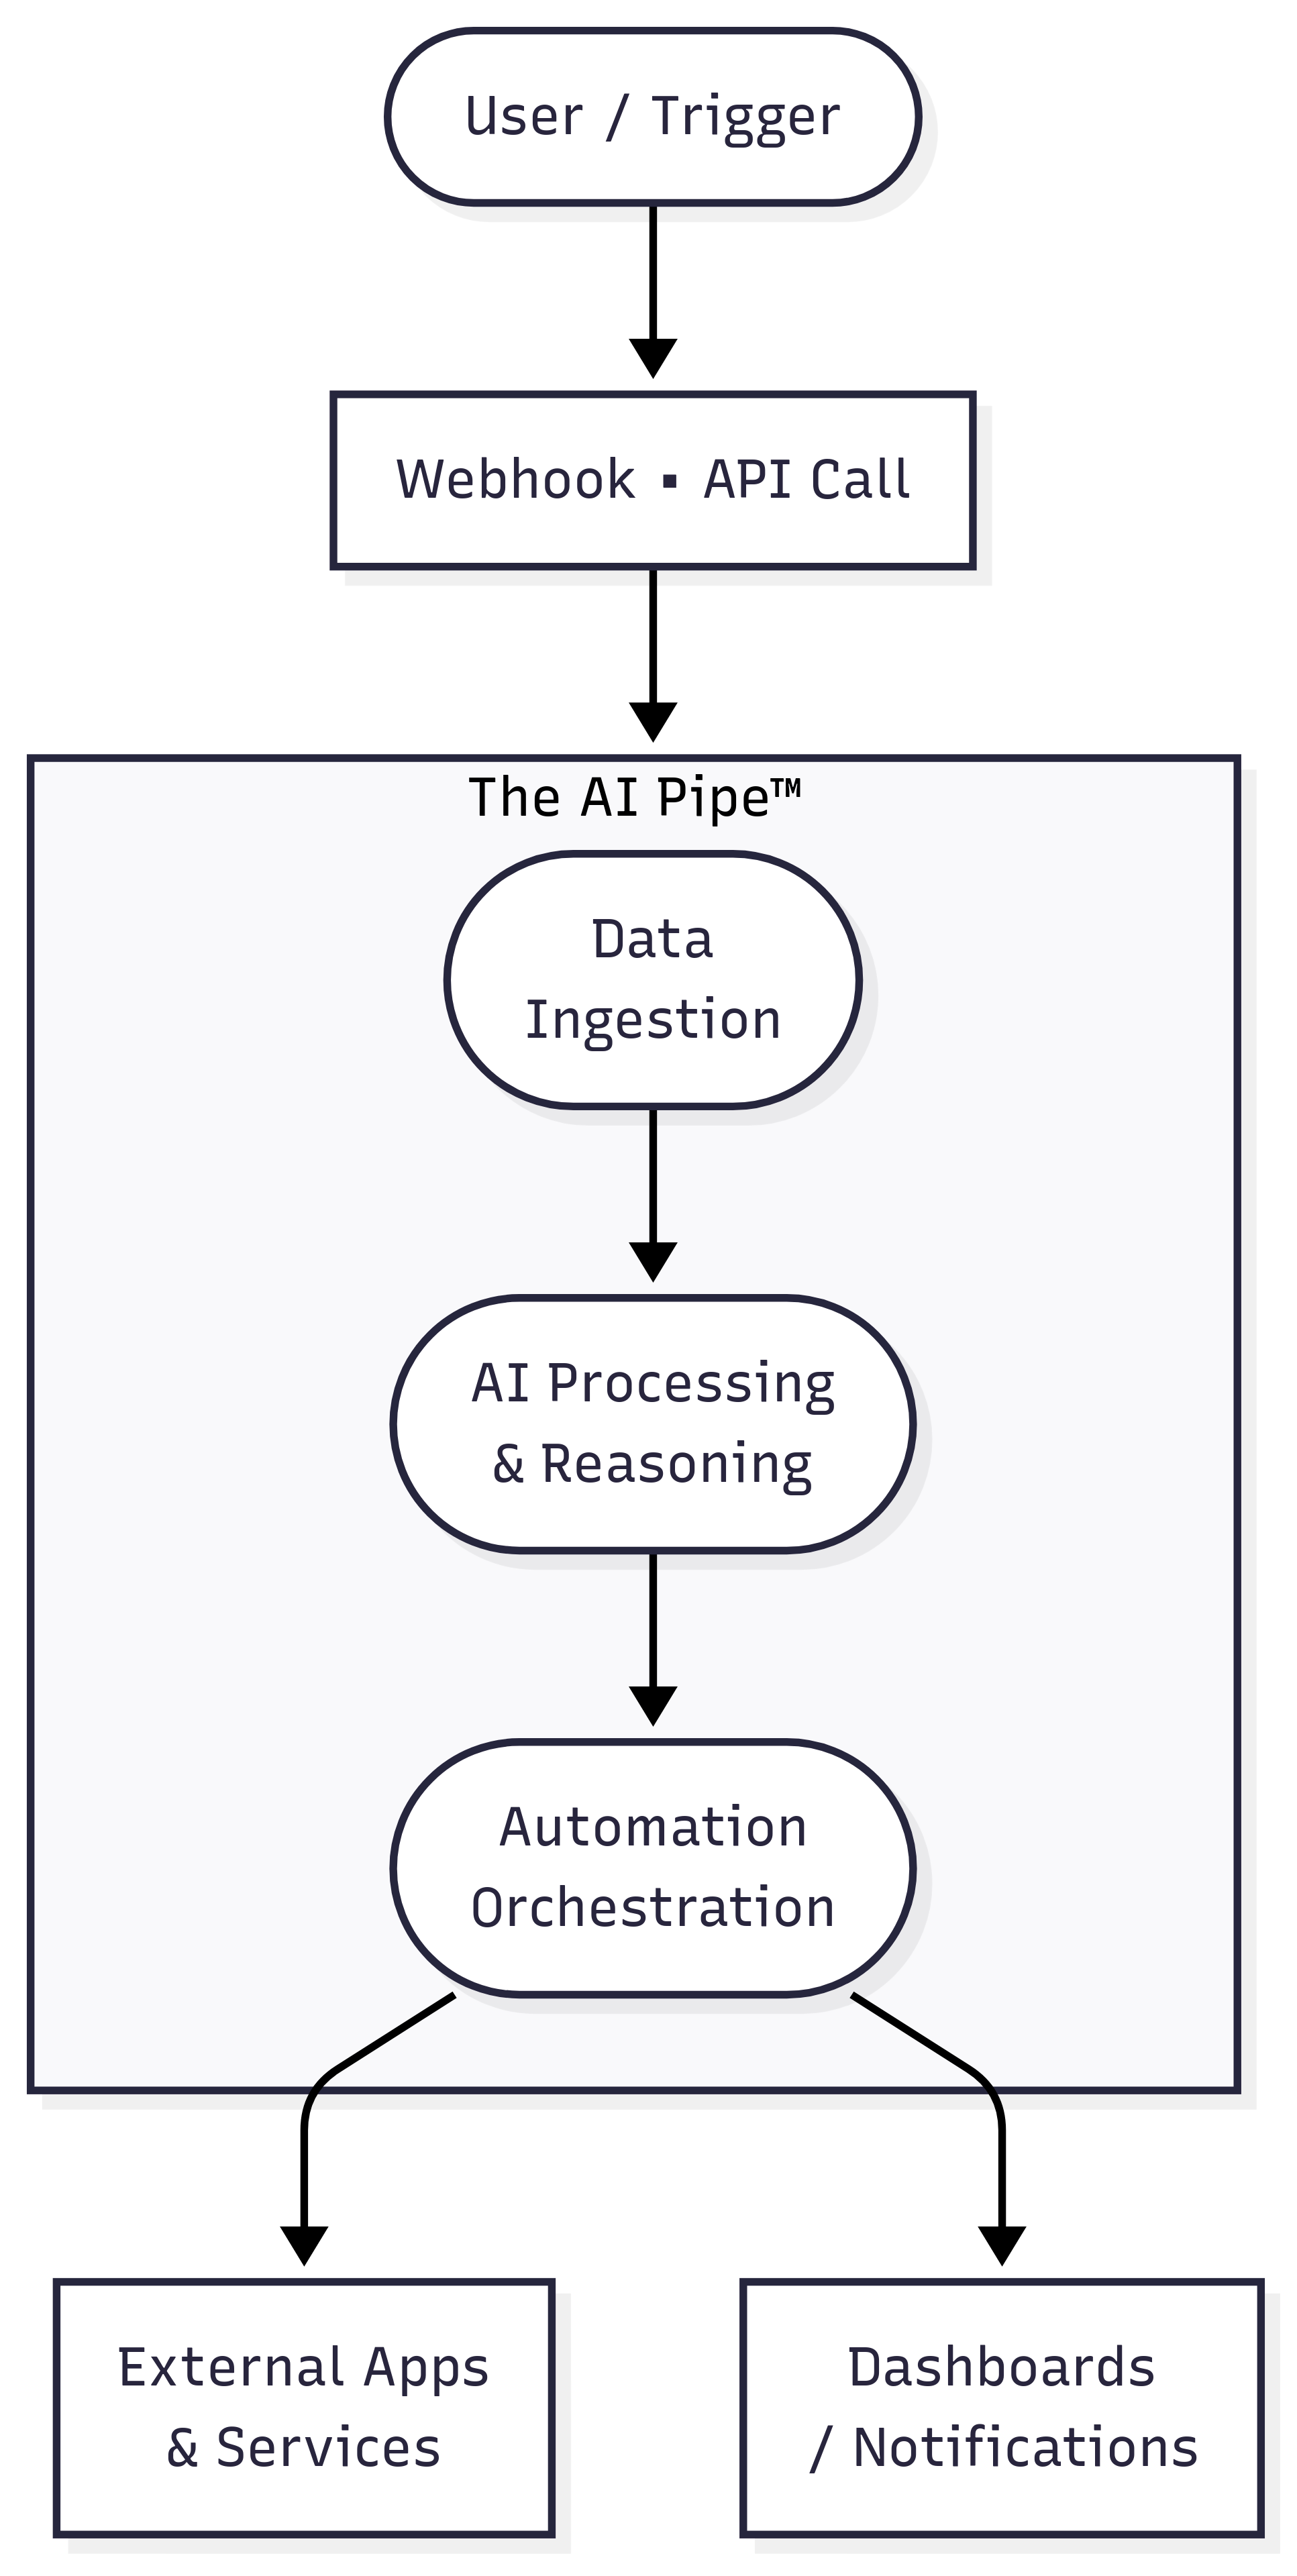 User / Trigger
Webhook ▪ API Call
The AI Pipe™
Data
Ingestion
AI Processing
& Reasoning
Automation
Orchestration
External Apps
& Services
Dashboards
/ Notifications